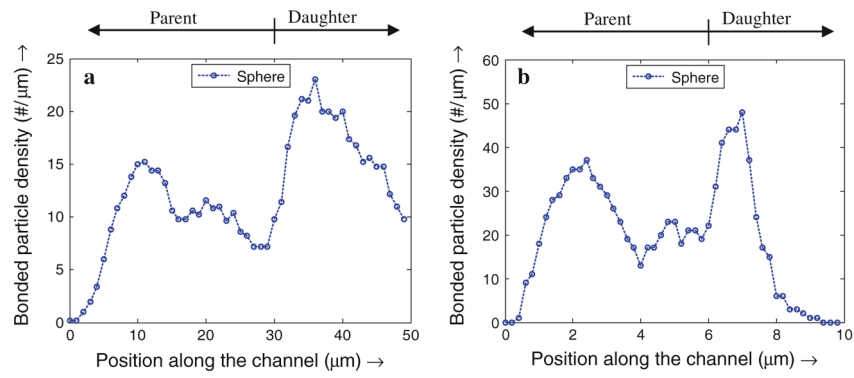 Parent Daughter
a
Sphere
Bonded particle density (#/μm) →
25
20
15
10
5
0
0 10 20 30 40 50
Position along the channel (μm) →
Parent Daughter
b
Sphere
Bonded particle density (#/μm) →
60
50
40
30
20
10
0
0 2 4 6 8 10
Position along the channel (μm) →